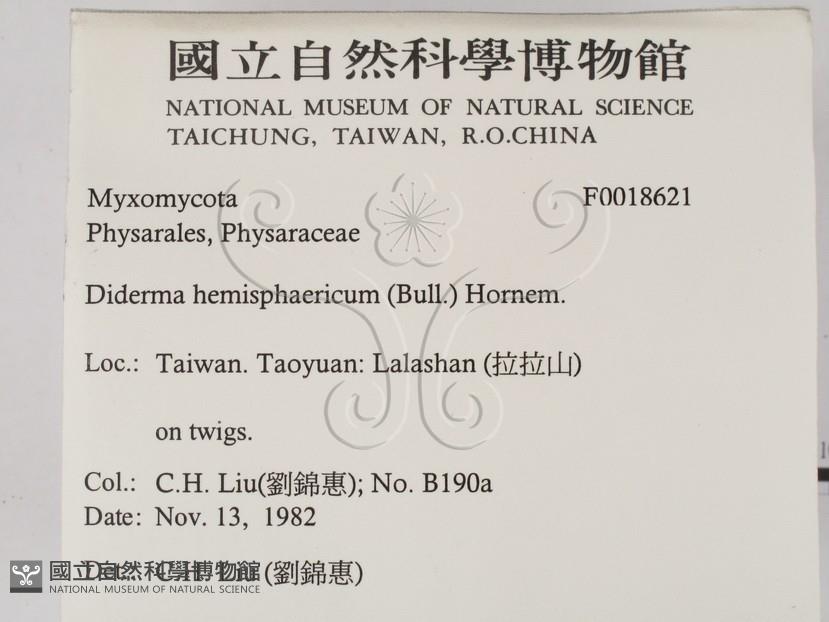 國立自然科學博物館
NATIONAL MUSEUM OF NATURAL SCIENCE
TAICHUNG, TAIWAN, R.O.CHINA
Myxomycota F0018621
Physarales, Physaraceae
Diderma hemisphaericum (Bull.) Hornem.
Loc.: Taiwan. Taoyuan: Lalashan (拉拉山)
on twigs.
Col.: C.H. Liu(劉錦惠); No. B190a
Date: Nov. 13, 1982
Det.: C.H. Liu (劉錦惠)
國立自然科學博物館
NATIONAL MUSEUM OF NATURAL SCIENCE